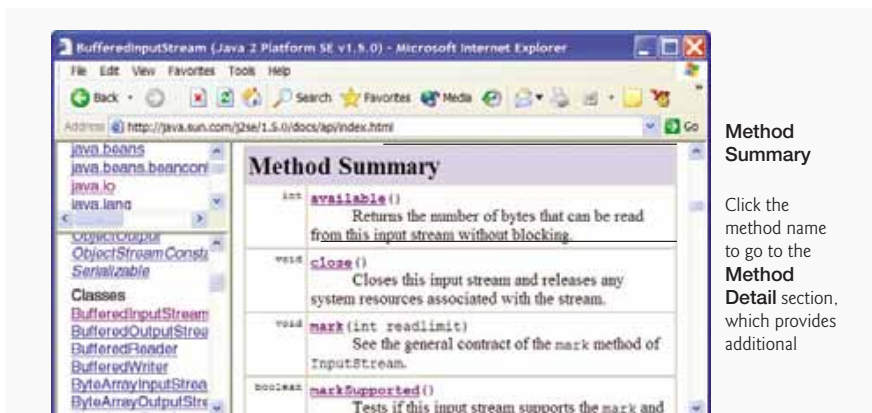 BufferedInputStream (Java 2 Platform SE v1.5.0) - Microsoft Internet Explorer
File Edit View Favorites Tools Help
Back Search Favorites Media
Address http://java.sun.com/j2se/1.5.0/docs/api/index.html Go
java.beans
java.beans.beancont
java.io
java.lang
ObjectOutput
ObjectStreamConsta
Serializable
Classes
BufferedInputStream
BufferedOutputStrea
BufferedReader
BufferedWriter
ByteArrayInputStrea
ByteArrayOutputStre
Method Summary
int available()
Returns the number of bytes that can be read
from this input stream without blocking.
void close()
Closes this input stream and releases any
system resources associated with the stream.
void mark(int readlimit)
See the general contract of the mark method of
InputStream.
boolean markSupported()
Tests if this input stream supports the mark and
Method
Summary
Click the
method name
to go to the
Method
Detail section,
which provides
additional